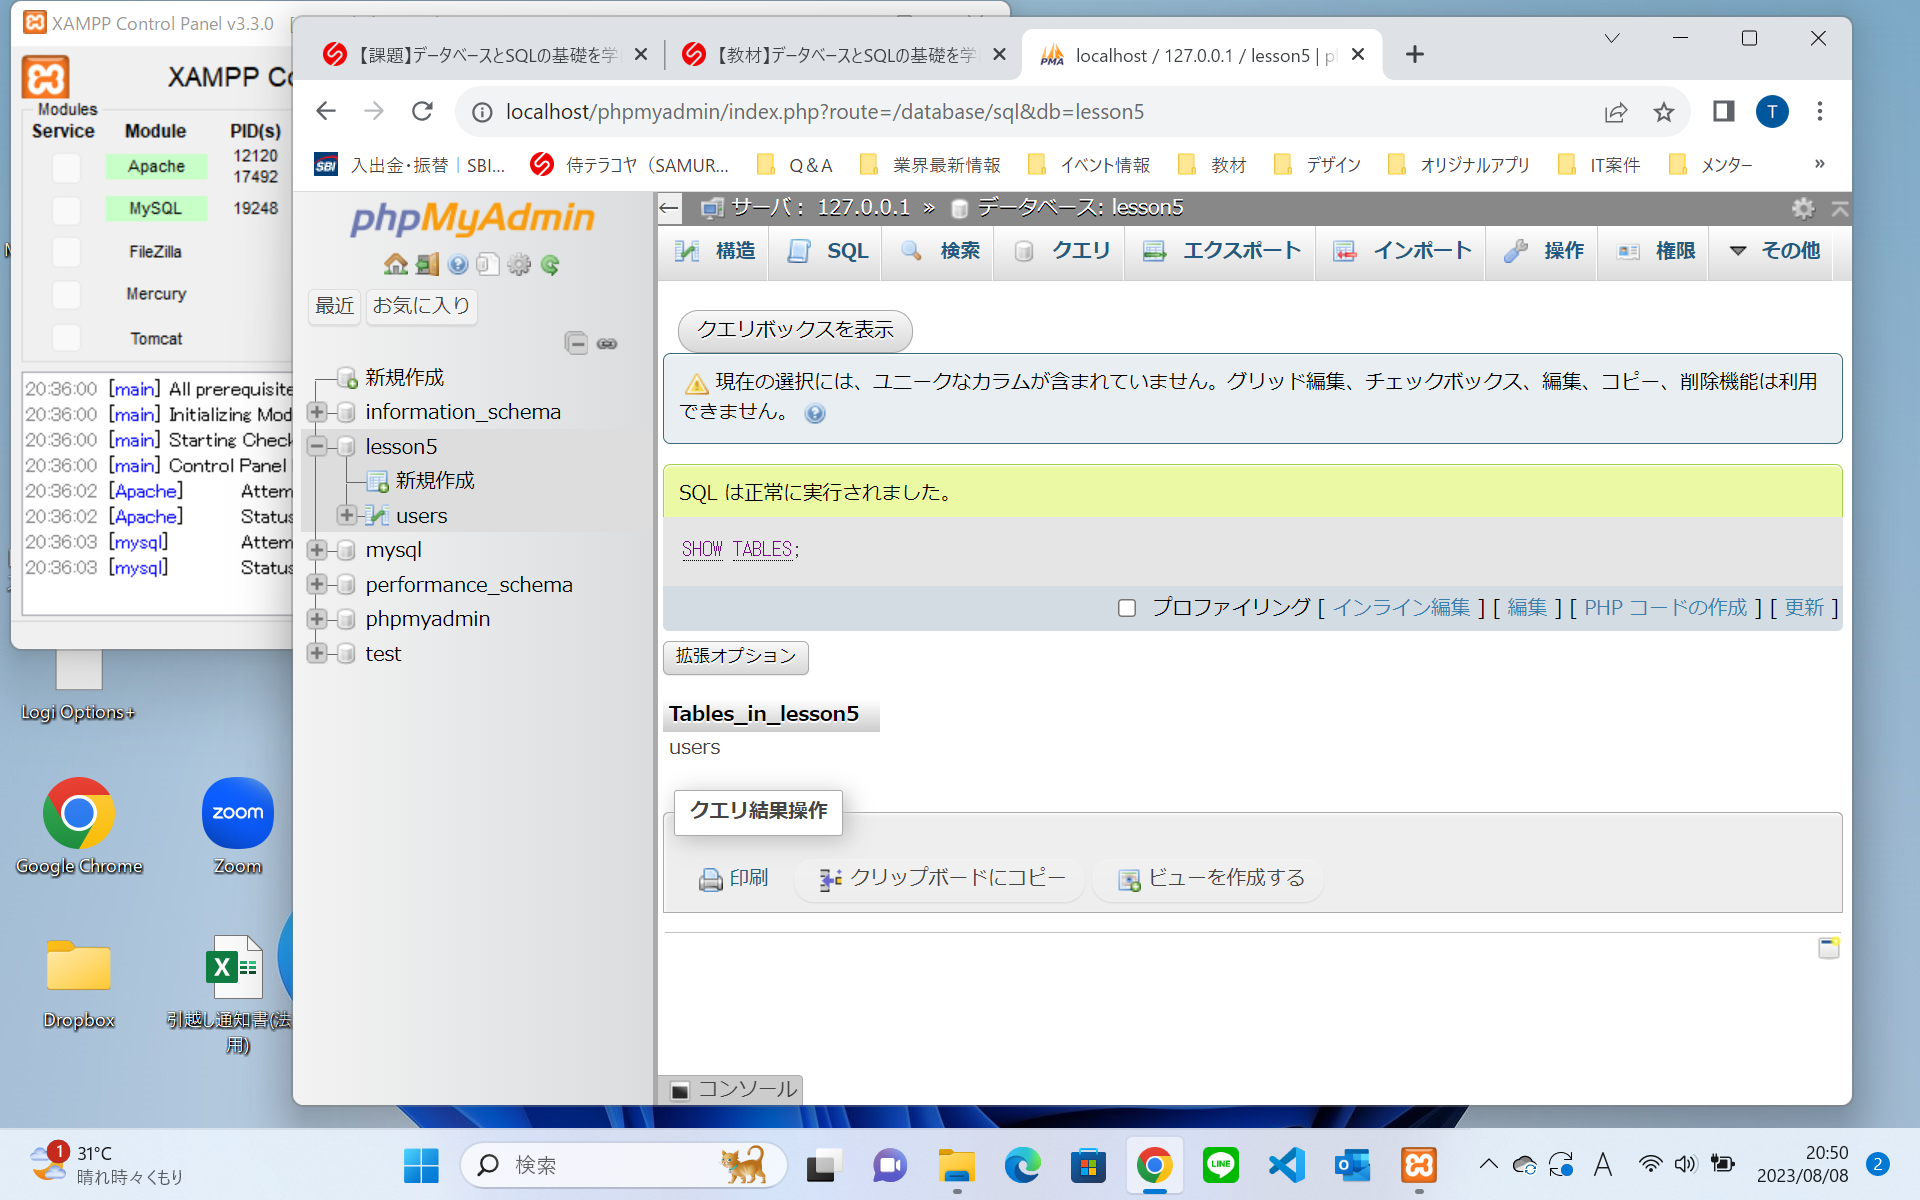 XAMPP Control Panel v3.3.0
XAMPP Co
Modules
Service Module PID(s)
Apache 12120
17492
MySQL 19248
FileZilla
Mercury
Tomcat
20:36:00 [main] All prerequisite
20:36:00 [main] Initializing Mod
20:36:00 [main] Starting Check
20:36:00 [main] Control Panel
20:36:02 [Apache] Attem
20:36:02 [Apache] Status
20:36:03 [mysql] Attem
20:36:03 [mysql] Status
Logi Options+
Google Chrome
Zoom
zoom
Dropbox
引越し通知書(法
用)
【課題】データベースとSQLの基礎を学
【教材】データベースとSQLの基礎を学
localhost / 127.0.0.1 / lesson5 | p
localhost/phpmyadmin/index.php?route=/database/sql&db=lesson5
T
SBI 入出金・振替 | SBI...
侍テラコヤ（SAMUR...
Q&A
業界最新情報
イベント情報
教材
デザイン
オリジナルアプリ
IT案件
メンター
»
phpMyAdmin
最近 お気に入り
新規作成
information_schema
lesson5
新規作成
users
mysql
performance_schema
phpmyadmin
test
サーバ: 127.0.0.1 » データベース: lesson5
構造 SQL 検索 クエリ エクスポート インポート 操作 権限 その他
クエリボックスを表示
現在の選択には、ユニークなカラムが含まれていません。グリッド編集、チェックボックス、編集、コピー、削除機能は利用
できません。
SQL は正常に実行されました。
SHOW TABLES;
プロファイリング [ インライン編集 ] [ 編集 ] [ PHP コードの作成 ] [ 更新 ]
拡張オプション
Tables_in_lesson5
users
クエリ結果操作
印刷 クリップボードにコピー ビューを作成する
コンソール
1
31°C
晴れ時々くもり
検索
LINE
A
20:50
2023/08/08
2